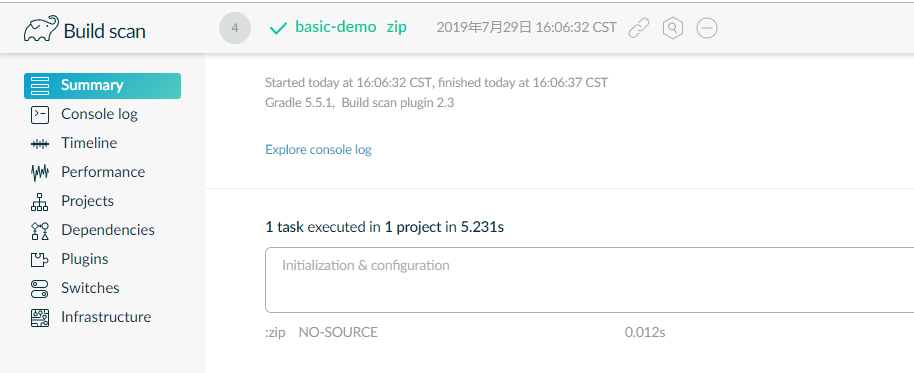 Build scan
4 basic-demo zip 2019年7月29日 16:06:32 CST
Summary
Console log
Timeline
Performance
Projects
Dependencies
Plugins
Switches
Infrastructure
Started today at 16:06:32 CST, finished today at 16:06:37 CST
Gradle 5.5.1, Build scan plugin 2.3
Explore console log
1 task executed in 1 project in 5.231s
Initialization & configuration
:zip NO-SOURCE 0.012s